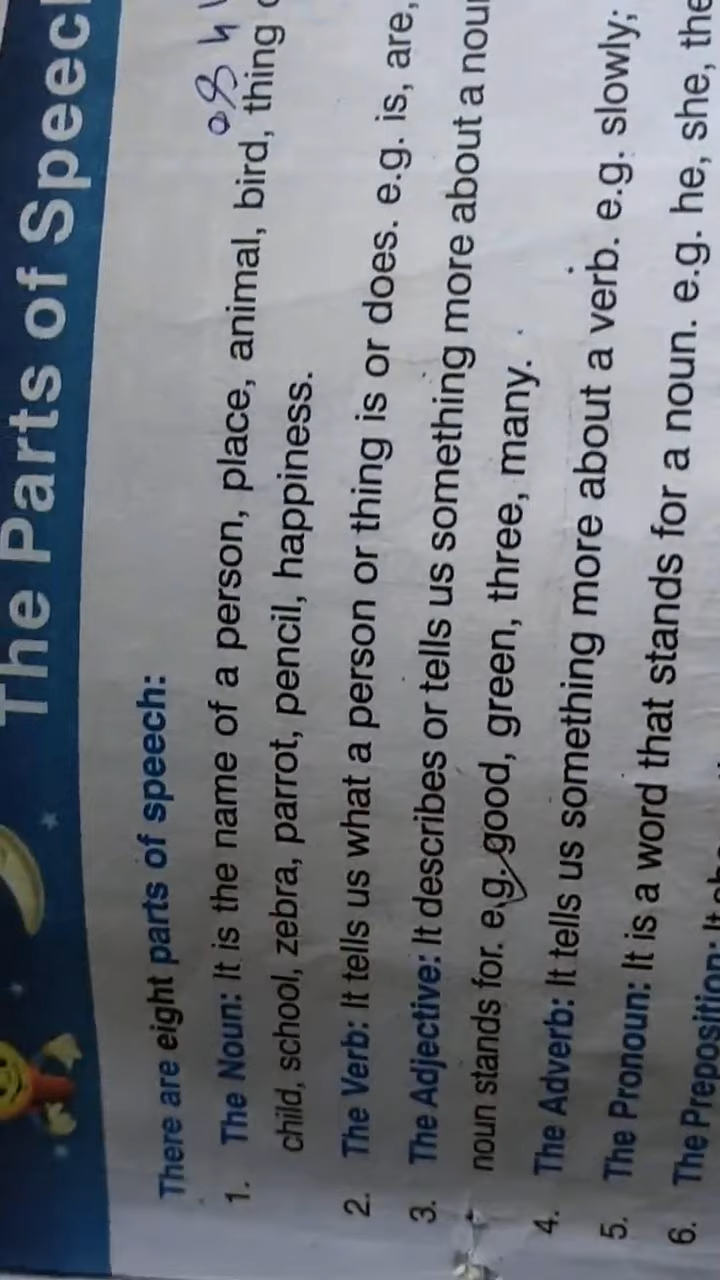 The Parts of Speech
There are eight parts of speech:
1. The Noun: It is the name of a person, place, animal, bird, thing
child, school, zebra, parrot, pencil, happiness.
2. The Verb: It tells us what a person or thing is or does. e.g. is, are,
3. The Adjective: It describes or tells us something more about a
noun stands for. e.g. good, green, three, many.
4. The Adverb: It tells us something more about a verb. e.g. slowly;
5. The Pronoun: It is a word that stands for a noun. e.g. he, she,
6. The Preposition: It